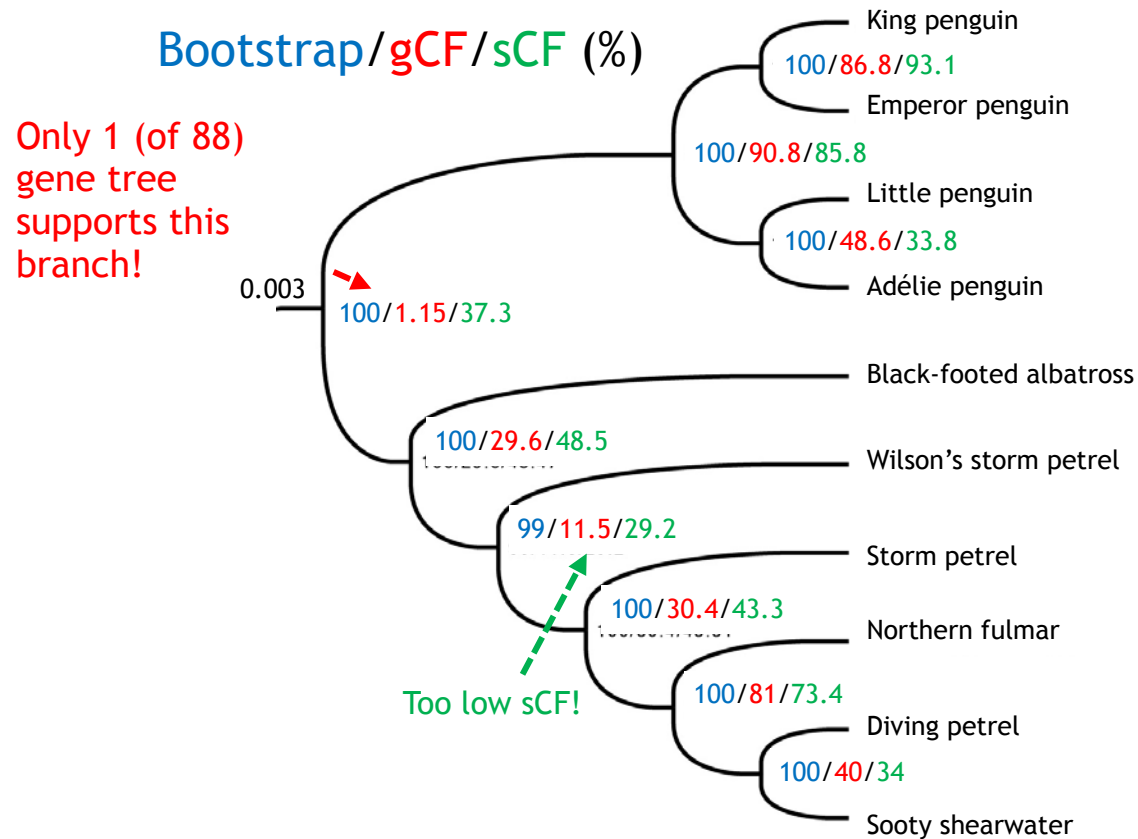 Bootstrap/gCF/sCF (%)
Only 1 (of 88)
gene tree
supports this
branch!
0.003
100/1.15/37.3
King penguin
100/86.8/93.1
Emperor penguin
100/90.8/85.8
Little penguin
100/48.6/33.8
Adélie penguin
Black-footed albatross
100/29.6/48.5
Wilson's storm petrel
99/11.5/29.2
Storm petrel
100/30.4/43.3
Northern fulmar
Too low sCF!
100/81/73.4
Diving petrel
100/40/34
Sooty shearwater